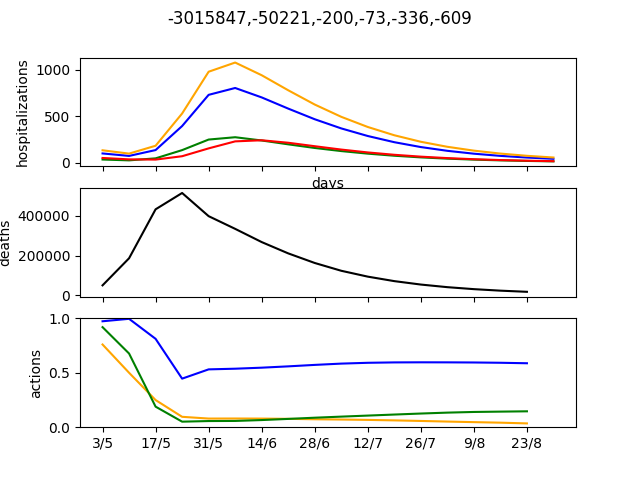 -3015847,-50221,-200,-73,-336,-609
hospitalizations
1000
500
0
days
deaths
400000
200000
0
actions
1.0
0.5
0.0
3/5 17/5 31/5 14/6 28/6 12/7 26/7 9/8 23/8